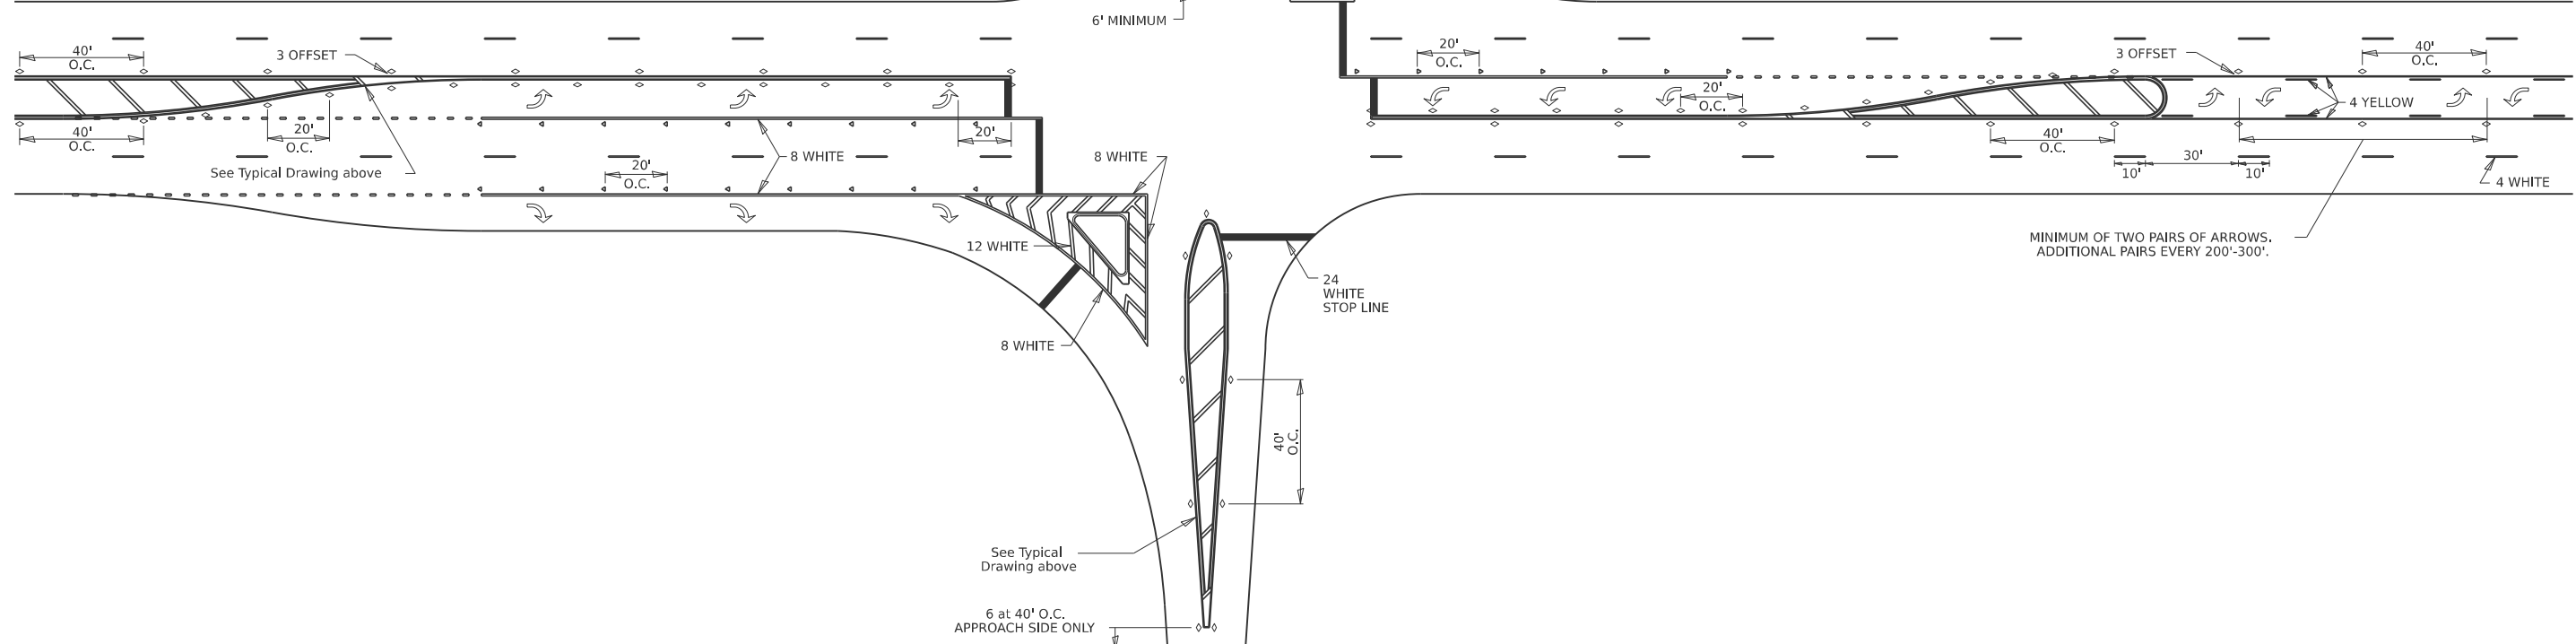 6' MINIMUM
40'
O.C.
3 OFFSET
20'
O.C.
3 OFFSET
40'
O.C.
20'
O.C.
4 YELLOW
40'
O.C.
20'
O.C.
See Typical Drawing above
8 WHITE
20'
O.C.
20'
8 WHITE
40'
O.C.
10'
30'
10'
4 WHITE
12 WHITE
MINIMUM OF TWO PAIRS OF ARROWS.
ADDITIONAL PAIRS EVERY 200'-300'.
24
WHITE
STOP LINE
8 WHITE
40'
O.C.
See Typical
Drawing above
6 at 40' O.C.
APPROACH SIDE ONLY